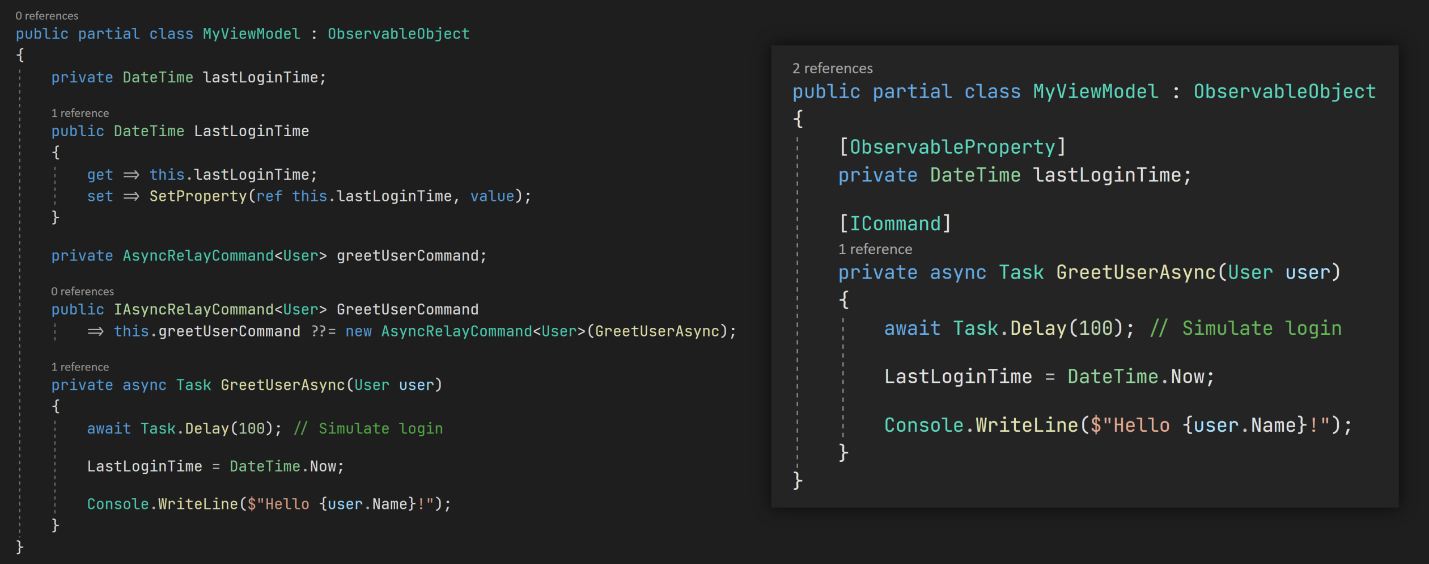 0 references
public partial class MyViewModel : ObservableObject
{
private DateTime lastLoginTime;
1 reference
public DateTime LastLoginTime
{
get => this.lastLoginTime;
set => SetProperty(ref this.lastLoginTime, value);
}
private AsyncRelayCommand<User> greetUserCommand;
0 references
public IAsyncRelayCommand<User> GreetUserCommand
=> this.greetUserCommand ??= new AsyncRelayCommand<User>(GreetUserAsync);
1 reference
private async Task GreetUserAsync(User user)
{
await Task.Delay(100); // Simulate login
LastLoginTime = DateTime.Now;
Console.WriteLine($"Hello {user.Name}!");
}
}
2 references
public partial class MyViewModel : ObservableObject
{
[ObservableProperty]
private DateTime lastLoginTime;
[ICommand]
1 reference
private async Task GreetUserAsync(User user)
{
await Task.Delay(100); // Simulate login
LastLoginTime = DateTime.Now;
Console.WriteLine($"Hello {user.Name}!");
}
}